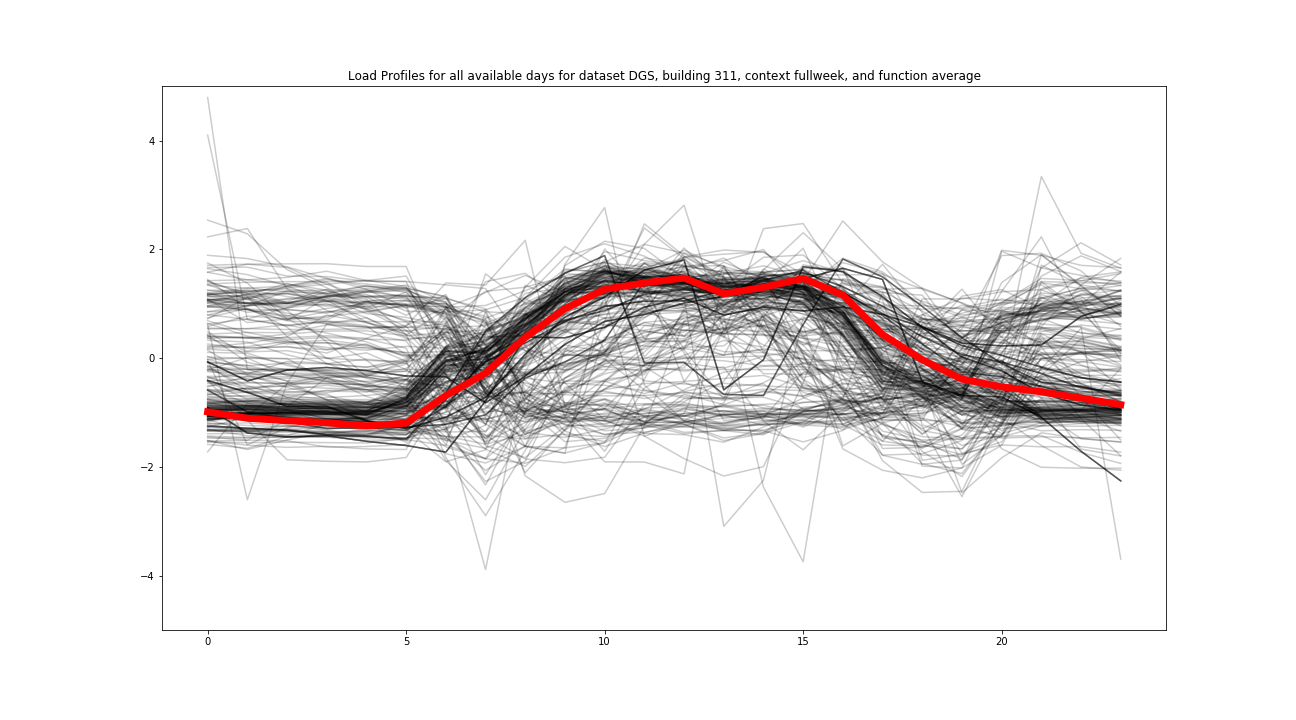 Load Profiles for all available days for dataset DGS, building 311, context fullweek, and function average
4
2
0
−2
−4
0 5 10 15 20